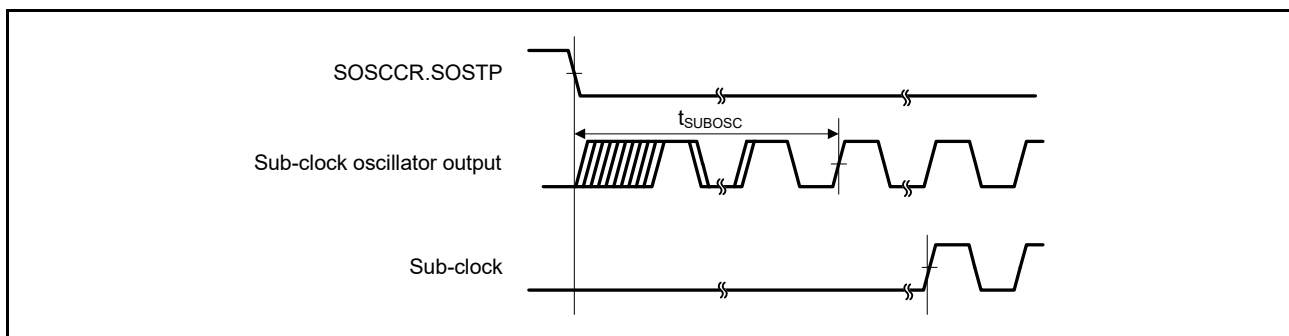 SOSCCR.SOSTP
tSUBOSC
Sub-clock oscillator output
Sub-clock